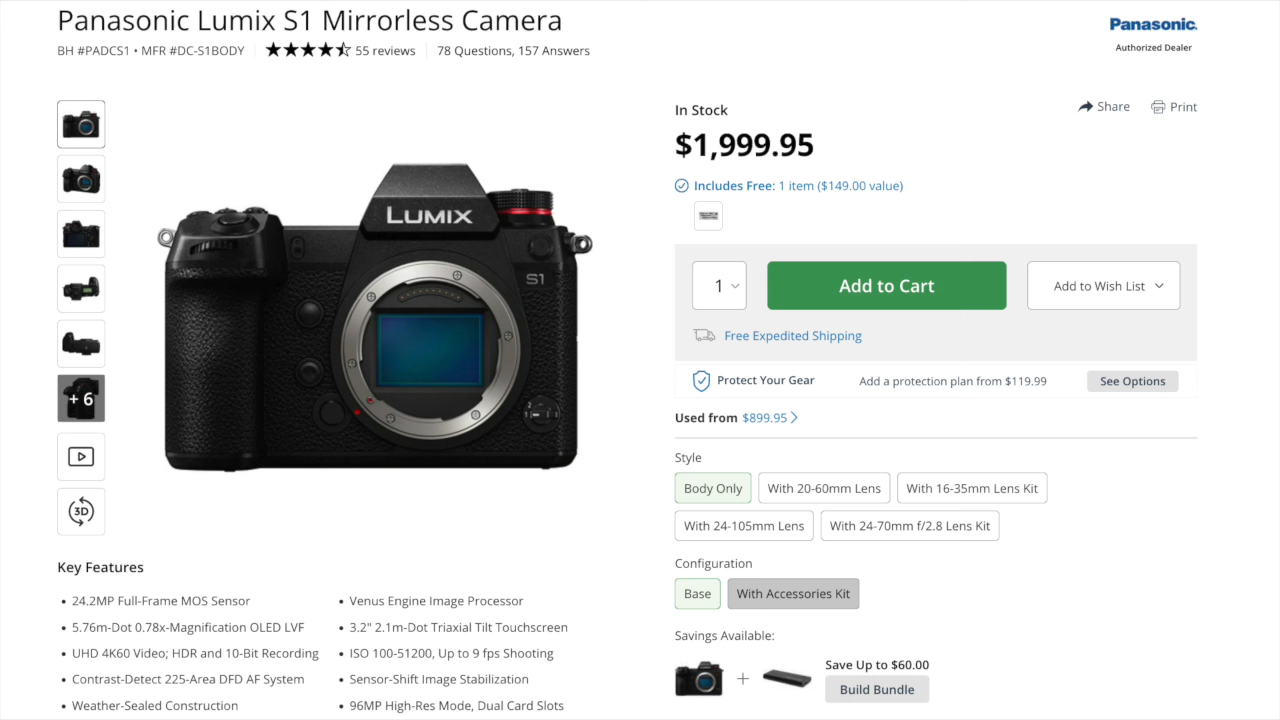 Panasonic Lumix S1 Mirrorless Camera
BH #PADCS1 • MFR #DC-S1BODY
55 reviews
78 Questions, 157 Answers
Panasonic.
Authorized Dealer
+ 6
3D
LUMIX
S1
In Stock
Share
Print
$1,999.95
Includes Free: 1 item ($149.00 value)
1
Add to Cart
Add to Wish List
Free Expedited Shipping
Protect Your Gear
Add a protection plan from $119.99
See Options
Used from $899.95
Style
Body Only
With 20-60mm Lens
With 16-35mm Lens Kit
With 24-105mm Lens
With 24-70mm f/2.8 Lens Kit
Configuration
Base
With Accessories Kit
Savings Available:
+
Save Up to $60.00
Build Bundle
Key Features
• 24.2MP Full-Frame MOS Sensor
• 5.76m-Dot 0.78x-Magnification OLED LVF
• UHD 4K60 Video; HDR and 10-Bit Recording
• Contrast-Detect 225-Area DFD AF System
• Weather-Sealed Construction
• Venus Engine Image Processor
• 3.2" 2.1m-Dot Triaxial Tilt Touchscreen
• ISO 100-51200, Up to 9 fps Shooting
• Sensor-Shift Image Stabilization
• 96MP High-Res Mode, Dual Card Slots